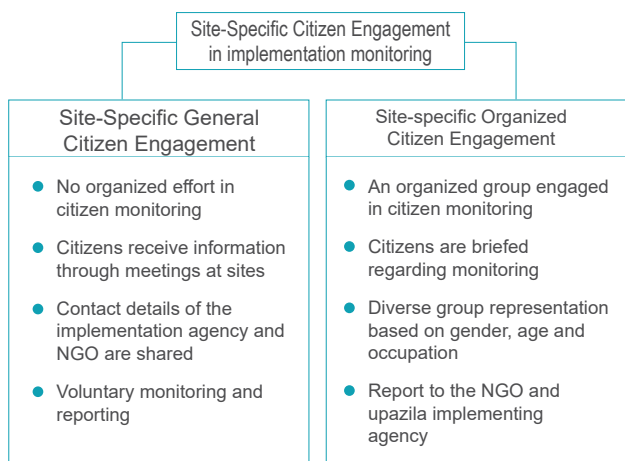 Site-Specific Citizen Engagement
in implementation monitoring
Site-Specific General
Citizen Engagement
No organized effort in
citizen monitoring
Citizens receive information
through meetings at sites
Contact details of the
implementation agency and
NGO are shared
Voluntary monitoring and
reporting
Site-specific Organized
Citizen Engagement
An organized group engaged
in citizen monitoring
Citizens are briefed
regarding monitoring
Diverse group representation
based on gender, age and
occupation
Report to the NGO and
upazila implementing
agency